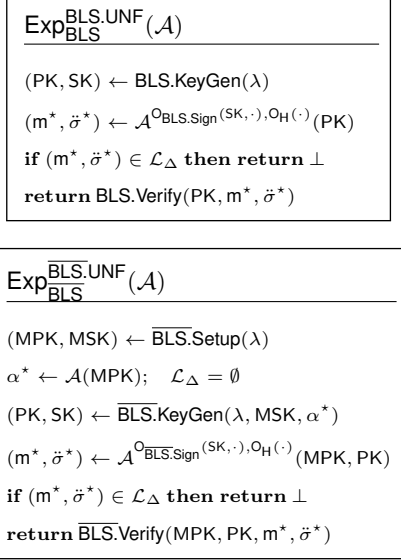 Exp^{BLS.UNF}_{BLS}(𝒜)
(PK, SK) ← BLS.KeyGen(λ)
(m⋆, σ̈⋆) ← 𝒜^{O_{BLS.Sign}(SK,·),O_H(·)}(PK)
if (m⋆, σ̈⋆) ∈ ℒ_Δ then return ⊥
return BLS.Verify(PK, m⋆, σ̈⋆)
Exp^{\overline{BLS.}UNF}_{\overline{BLS}}(𝒜)
(MPK, MSK) ← \overline{BLS.}Setup(λ)
α⋆ ← 𝒜(MPK); ℒ_Δ = ∅
(PK, SK) ← \overline{BLS.}KeyGen(λ, MSK, α⋆)
(m⋆, σ̈⋆) ← 𝒜^{O_{\overline{BLS.}Sign}(SK,·),O_H(·)}(MPK, PK)
if (m⋆, σ̈⋆) ∈ ℒ_Δ then return ⊥
return \overline{BLS.}Verify(MPK, PK, m⋆, σ̈⋆)